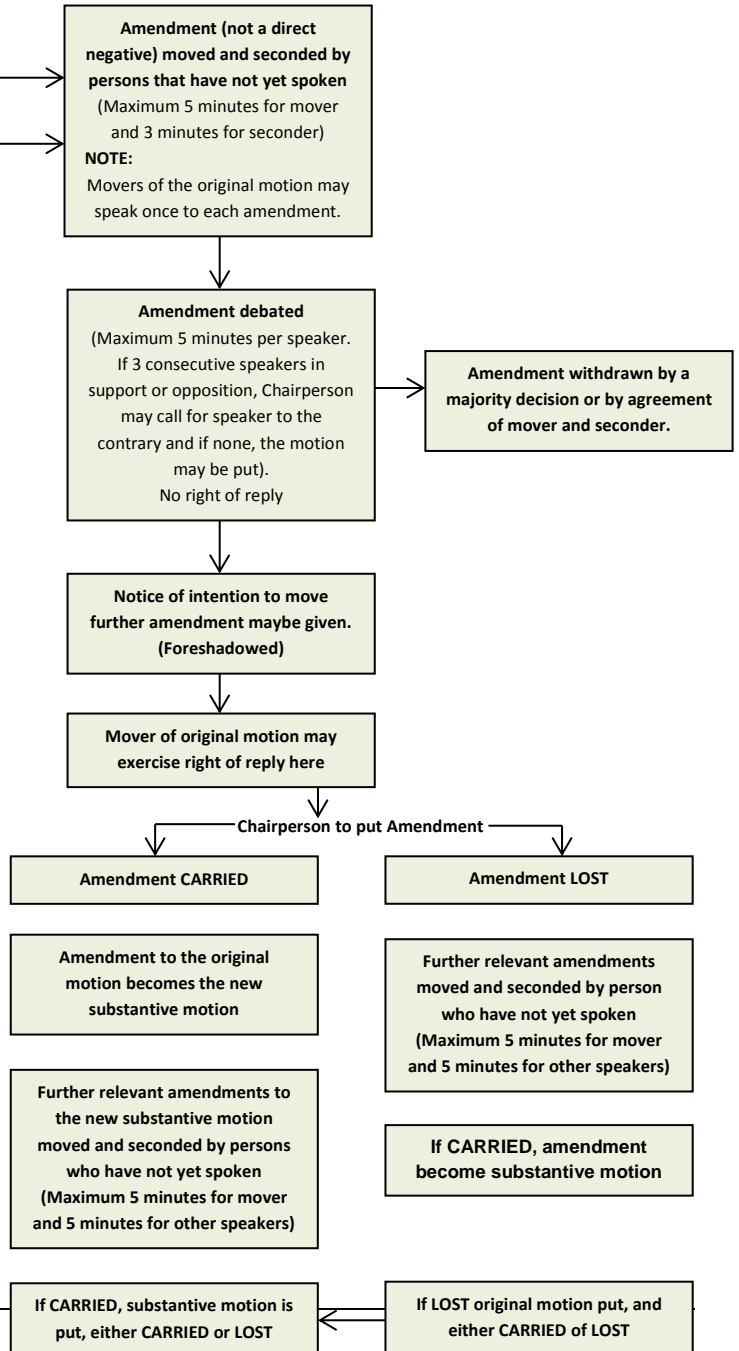 Amendment (not a direct
negative) moved and seconded by
persons that have not yet spoken
(Maximum 5 minutes for mover
and 3 minutes for seconder)
NOTE:
Movers of the original motion may
speak once to each amendment.
Amendment debated
(Maximum 5 minutes per speaker.
If 3 consecutive speakers in
support or opposition, Chairperson
may call for speaker to the
contrary and if none, the motion
may be put).
No right of reply
Amendment withdrawn by a
majority decision or by agreement
of mover and seconder.
Notice of intention to move
further amendment maybe given.
(Foreshadowed)
Mover of original motion may
exercise right of reply here
Chairperson to put Amendment
Amendment CARRIED
Amendment to the original
motion becomes the new
substantive motion
Further relevant amendments to
the new substantive motion
moved and seconded by persons
who have not yet spoken
(Maximum 5 minutes for mover
and 5 minutes for other speakers)
If CARRIED, substantive motion is
put, either CARRIED or LOST
Amendment LOST
Further relevant amendments
moved and seconded by person
who have not yet spoken
(Maximum 5 minutes for mover
and 5 minutes for other speakers)
If CARRIED, amendment
become substantive motion
If LOST original motion put, and
either CARRIED of LOST